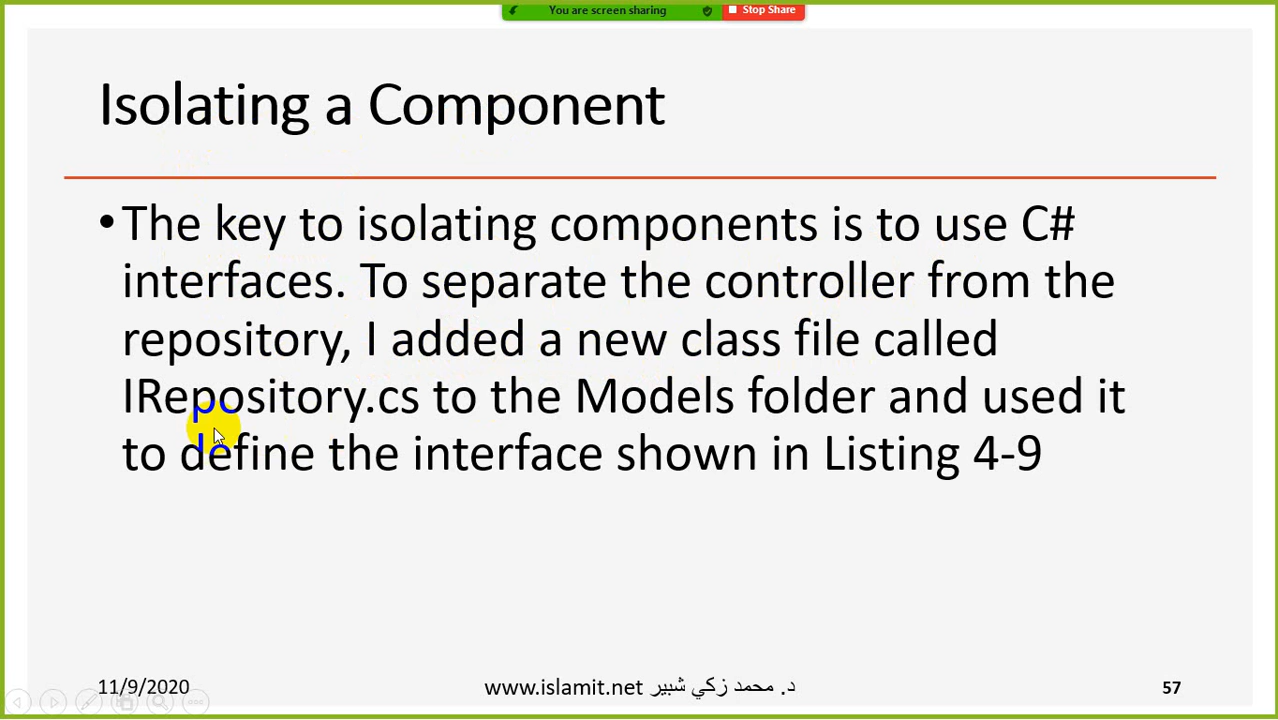 You are screen sharing Stop Share
Isolating a Component
•The key to isolating components is to use C#
interfaces. To separate the controller from the
repository, I added a new class file called
IRepository.cs to the Models folder and used it
to define the interface shown in Listing 4-9
11/9/2020 www.islamit.net د. محمد زكي شبير 57